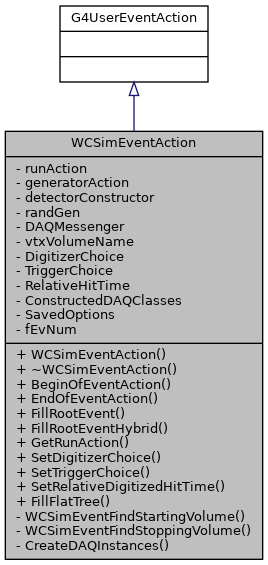 G4UserEventAction
WCSimEventAction
- runAction
- generatorAction
- detectorConstructor
- randGen
- DAQMessenger
- vtxVolumeName
- DigitizerChoice
- TriggerChoice
- RelativeHitTime
- ConstructedDAQClasses
- SavedOptions
- fEvNum
+ WCSimEventAction()
+ ~WCSimEventAction()
+ BeginOfEventAction()
+ EndOfEventAction()
+ FillRootEvent()
+ FillRootEventHybrid()
+ GetRunAction()
+ SetDigitizerChoice()
+ SetTriggerChoice()
+ SetRelativeDigitizedHitTime()
+ FillFlatTree()
- WCSimEventFindStartingVolume()
- WCSimEventFindStoppingVolume()
- CreateDAQInstances()